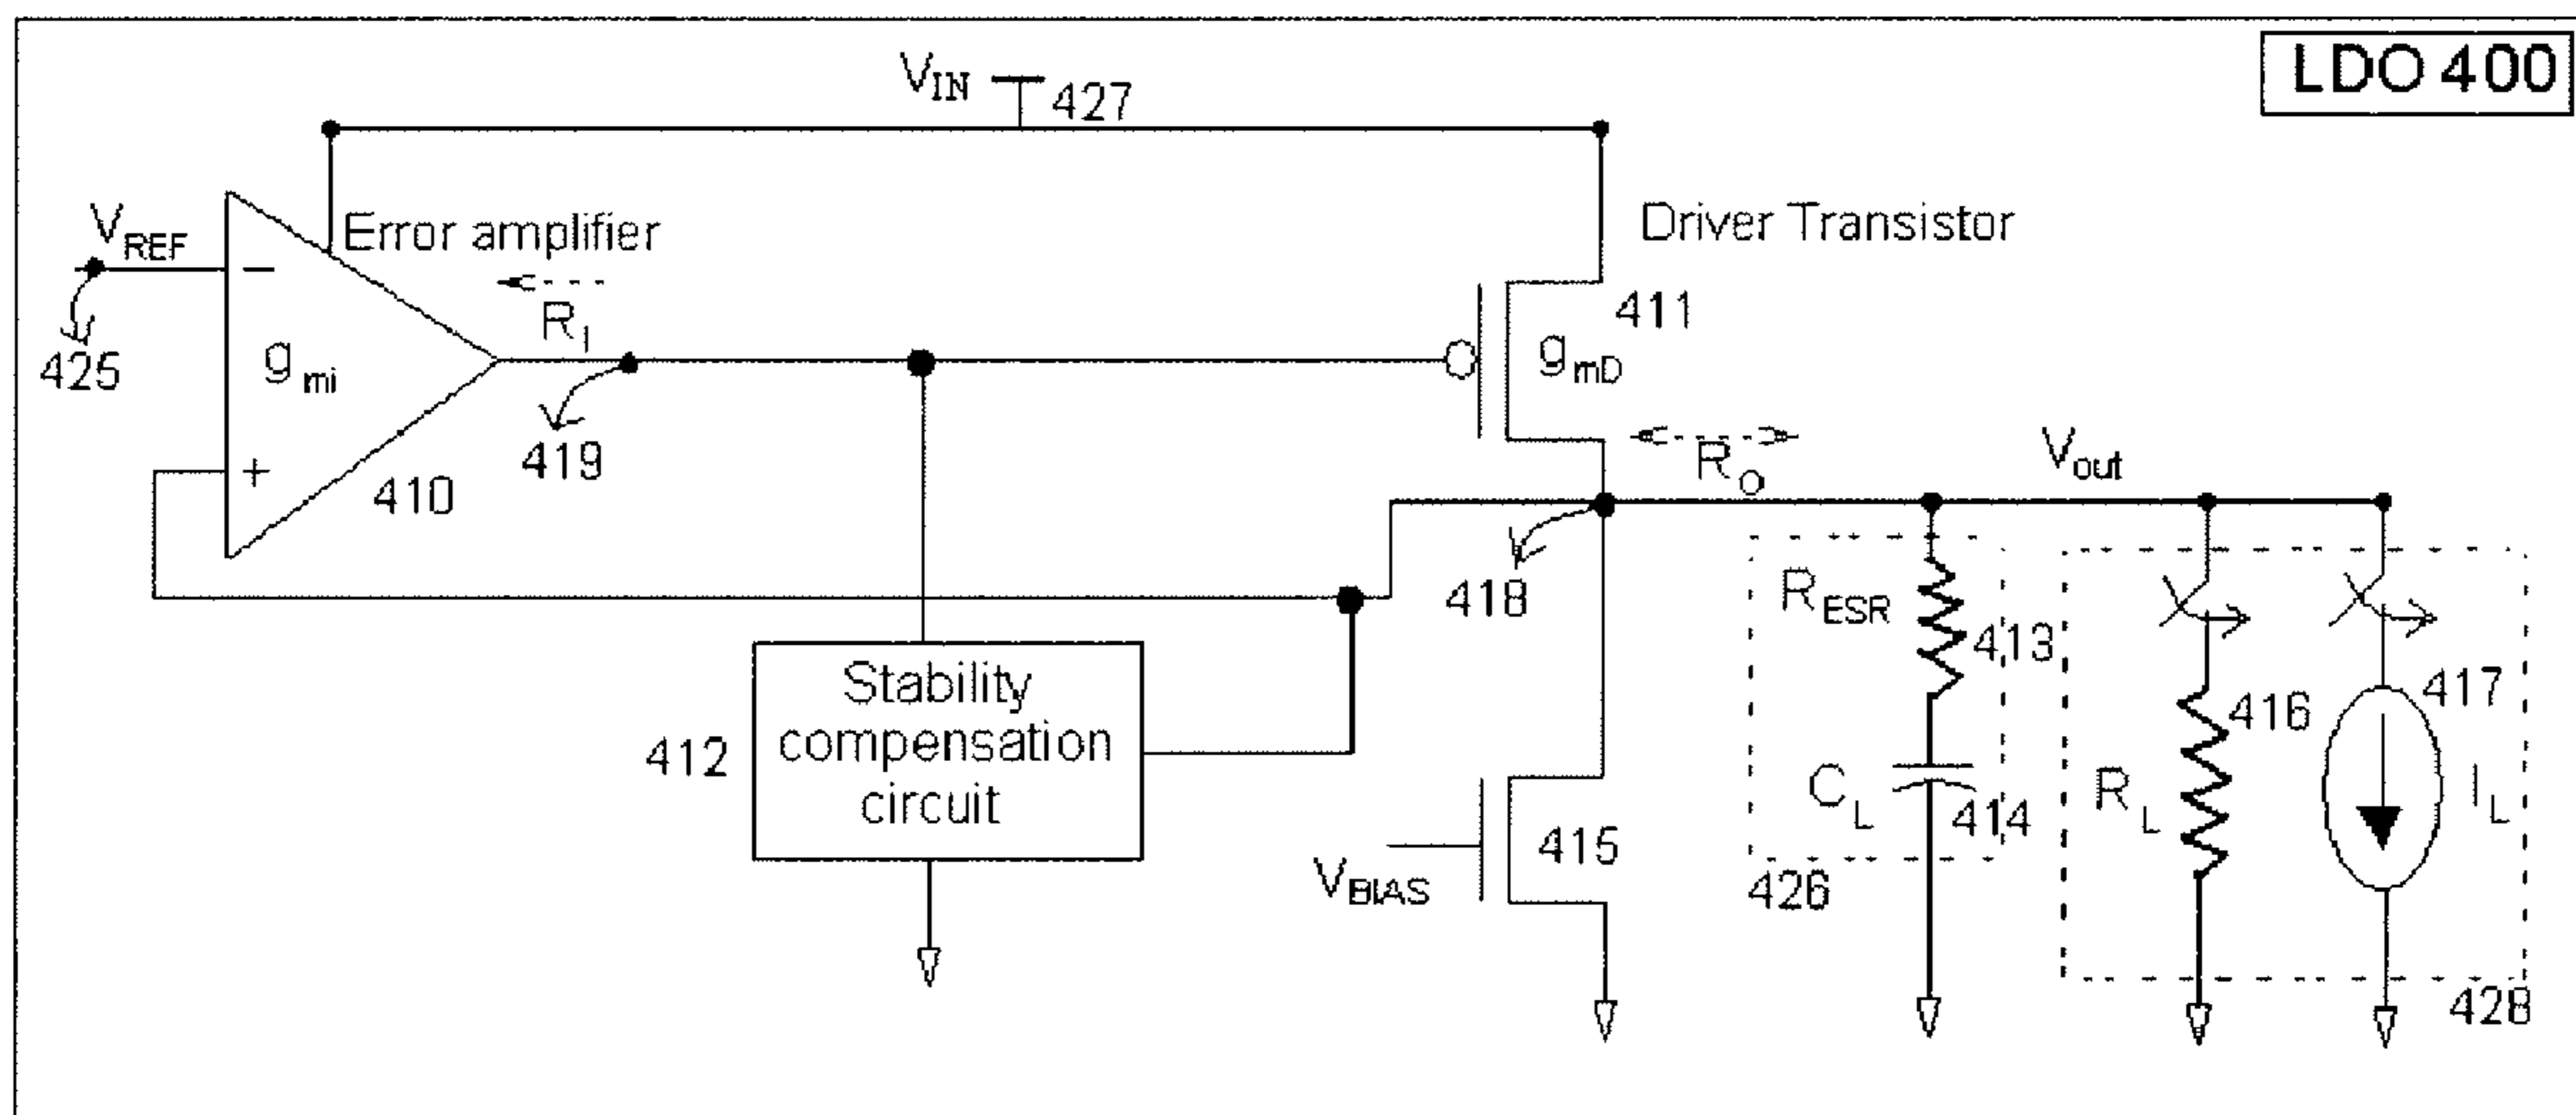 LDO 400
VIN
427
VREF
Error amplifier
Driver Transistor
−
RI
411
425
gmi
gmD
419
RO
Vout
+
410
418
RESR
413
Stability
compensation
circuit
412
417
416
CL
414
RL
IL
415
VBIAS
426
428